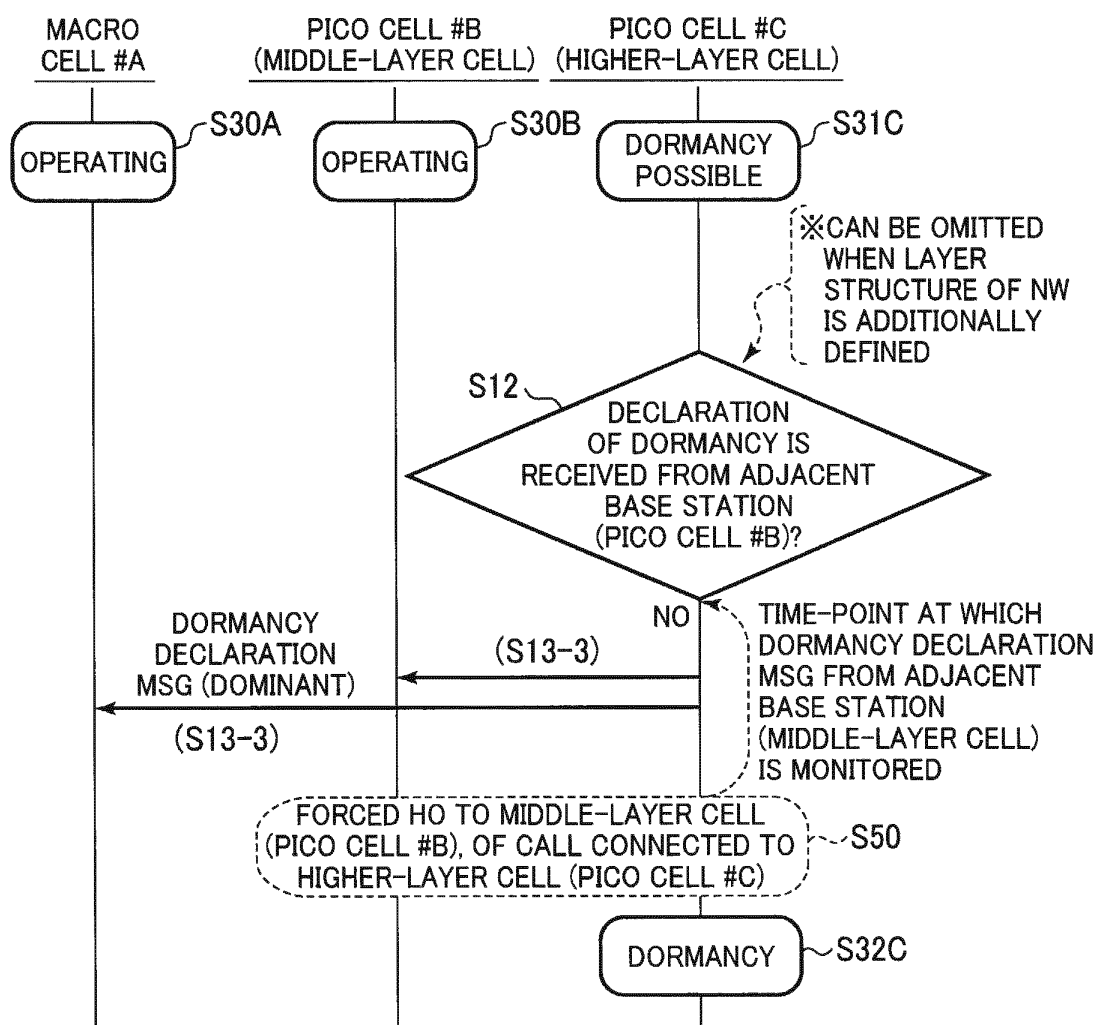 MACRO
CELL #A
PICO CELL #B
(MIDDLE-LAYER CELL)
PICO CELL #C
(HIGHER-LAYER CELL)
S30A
OPERATING
S30B
OPERATING
S31C
DORMANCY
POSSIBLE
※CAN BE OMITTED
WHEN LAYER
STRUCTURE OF NW
IS ADDITIONALLY
DEFINED
S12
DECLARATION
OF DORMANCY IS
RECEIVED FROM ADJACENT
BASE STATION
(PICO CELL #B)?
NO
TIME-POINT AT WHICH
DORMANCY DECLARATION
MSG FROM ADJACENT
BASE STATION
(MIDDLE-LAYER CELL)
IS MONITORED
DORMANCY
DECLARATION
MSG (DOMINANT)
(S13-3)
(S13-3)
FORCED HO TO MIDDLE-LAYER CELL
(PICO CELL #B), OF CALL CONNECTED TO
HIGHER-LAYER CELL (PICO CELL #C)
S50
DORMANCY
S32C